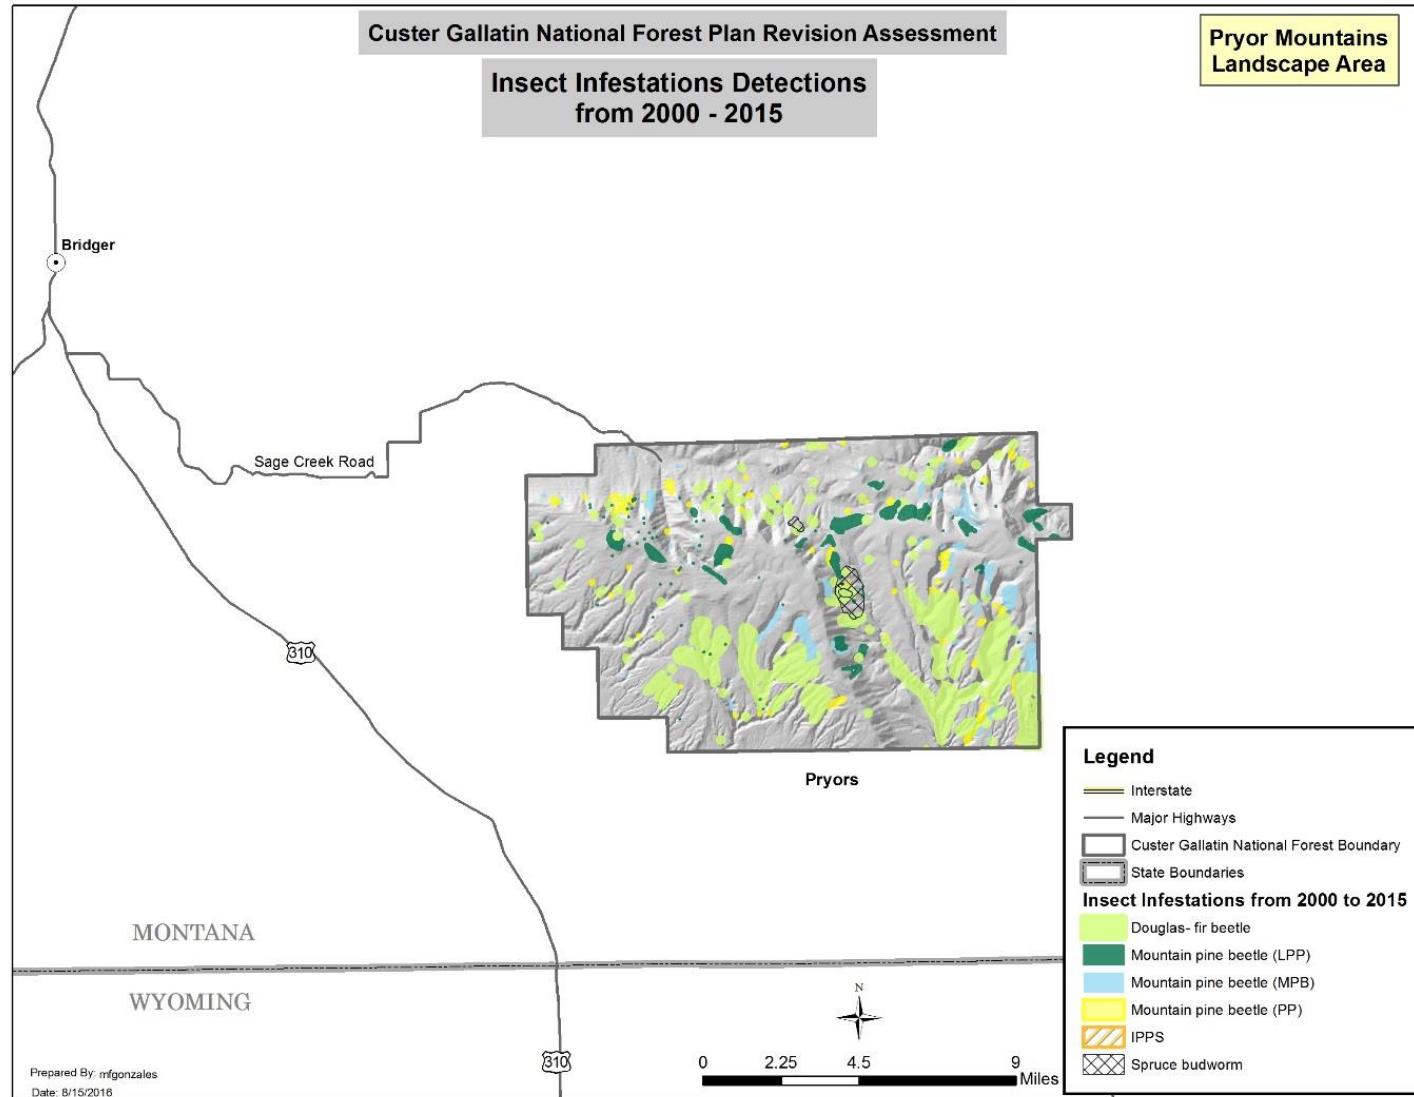 Custer Gallatin National Forest Plan Revision Assessment
Insect Infestations Detections
from 2000 - 2015
Pryor Mountains
Landscape Area
Bridger
Sage Creek Road
310
Pryors
MONTANA
WYOMING
310
N
0 2.25 4.5 9
Miles
Prepared By: mfgonzales
Date: 8/15/2016
Legend
Interstate
Major Highways
Custer Gallatin National Forest Boundary
State Boundaries
Insect Infestations from 2000 to 2015
Douglas- fir beetle
Mountain pine beetle (LPP)
Mountain pine beetle (MPB)
Mountain pine beetle (PP)
IPPS
Spruce budworm